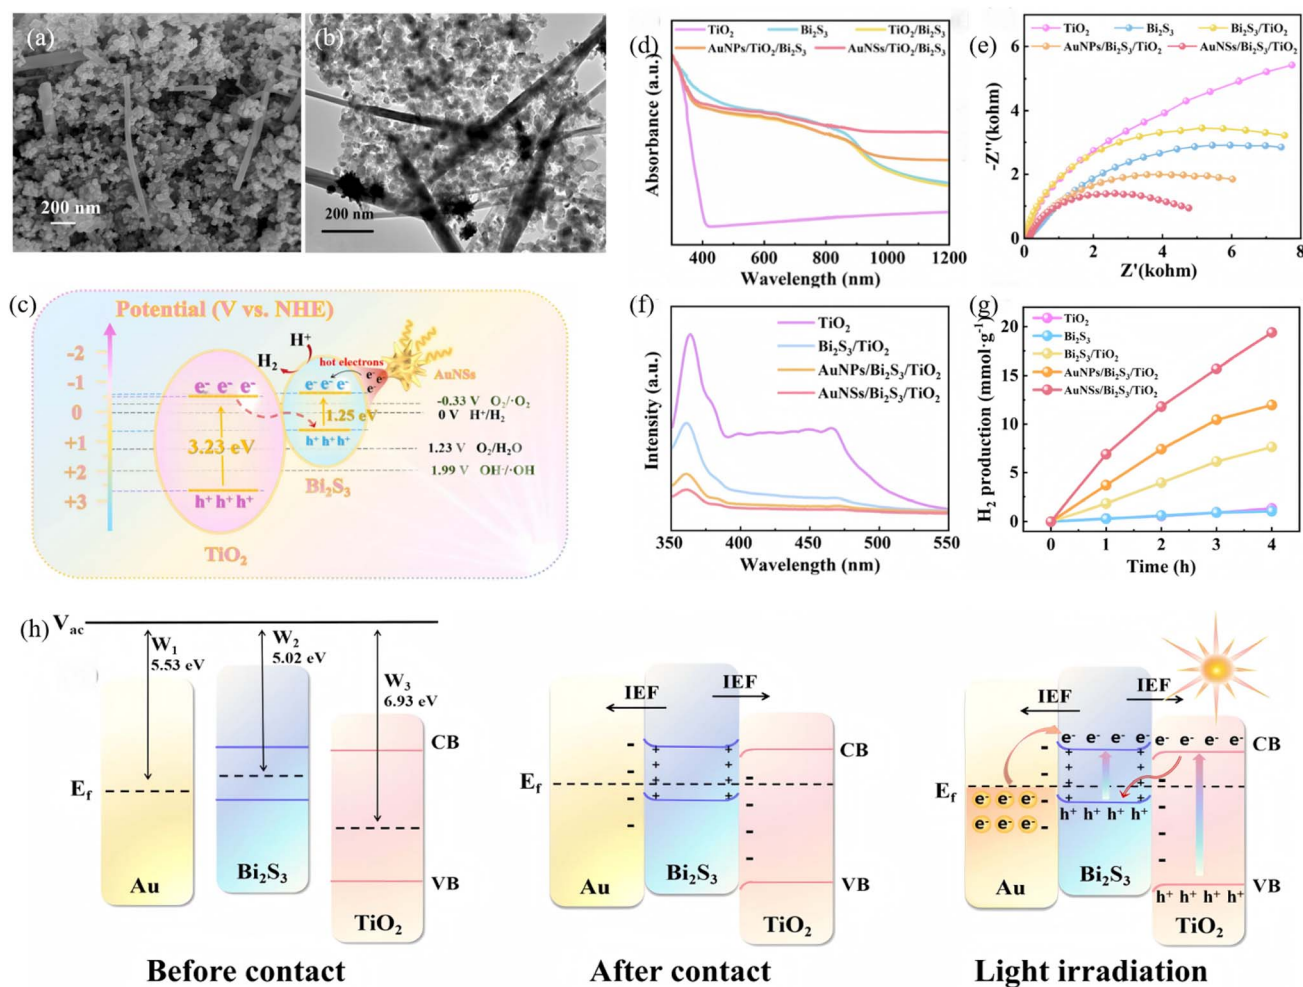 (a)
200 nm
(b)
200 nm
(c)
Potential (V vs. NHE)
-2
-1
0
+1
+2
+3
H⁺
H₂
hot electrons
AuNSs
e⁻ e⁻ e⁻
e⁻ e⁻ e⁻
e⁻
e⁻
e⁻
-0.33 V O₂/·O₂
0 V H⁺/H₂
1.25 eV
3.23 eV
h⁺ h⁺ h⁺
1.23 V O₂/H₂O
1.99 V OH⁻/·OH
Bi₂S₃
h⁺ h⁺ h⁺
TiO₂
(d)
TiO₂ Bi₂S₃ TiO₂/Bi₂S₃
AuNPs/TiO₂/Bi₂S₃ AuNSs/TiO₂/Bi₂S₃
Absorbance (a.u.)
400 600 800 1000 1200
Wavelength (nm)
(e)
TiO₂ Bi₂S₃ Bi₂S₃/TiO₂
AuNPs/Bi₂S₃/TiO₂ AuNSs/Bi₂S₃/TiO₂
-Z''(kohm)
6
4
2
0
0 2 4 6 8
Z'(kohm)
(f)
TiO₂
Bi₂S₃/TiO₂
AuNPs/Bi₂S₃/TiO₂
AuNSs/Bi₂S₃/TiO₂
Intensity (a.u.)
350 400 450 500 550
Wavelength (nm)
(g)
TiO₂
Bi₂S₃
Bi₂S₃/TiO₂
AuNPs/Bi₂S₃/TiO₂
AuNSs/Bi₂S₃/TiO₂
H₂ production (mmol·g⁻¹)
20
15
10
5
0
0 1 2 3 4
Time (h)
(h)
Vac
W₁
5.53 eV
W₂
5.02 eV
W₃
6.93 eV
CB
Ef
VB
Au
Bi₂S₃
TiO₂
Before contact
IEF IEF
- - - -
+ + + +
+ + + +
- - - - -
CB
VB
Au
Bi₂S₃
TiO₂
After contact
IEF IEF
e⁻ e⁻ e⁻ e⁻
e⁻ e⁻ e⁻ e⁻
CB
Ef
e⁻ e⁻ e⁻
e⁻ e⁻ e⁻
h⁺ h⁺ h⁺ h⁺
VB
h⁺ h⁺ h⁺ h⁺
Au
Bi₂S₃
TiO₂
Light irradiation